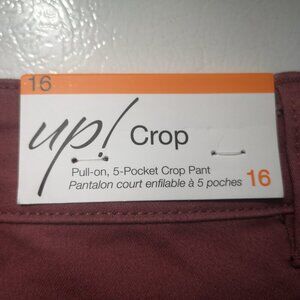 16
up! Crop
Pull-on, 5-Pocket Crop Pant
Pantalon court enfilable à 5 poches 16